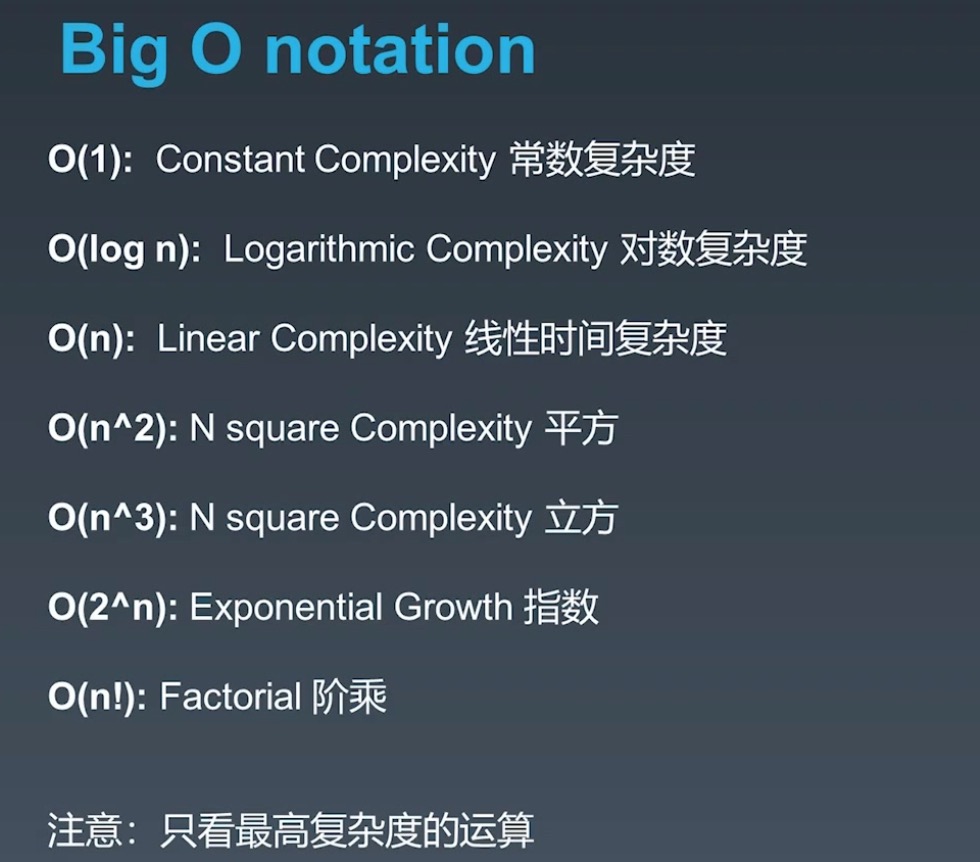 Big O notation
O(1): Constant Complexity 常数复杂度
O(log n): Logarithmic Complexity 对数复杂度
O(n): Linear Complexity 线性时间复杂度
O(n^2): N square Complexity 平方
O(n^3): N square Complexity 立方
O(2^n): Exponential Growth 指数
O(n!): Factorial 阶乘
注意：只看最高复杂度的运算